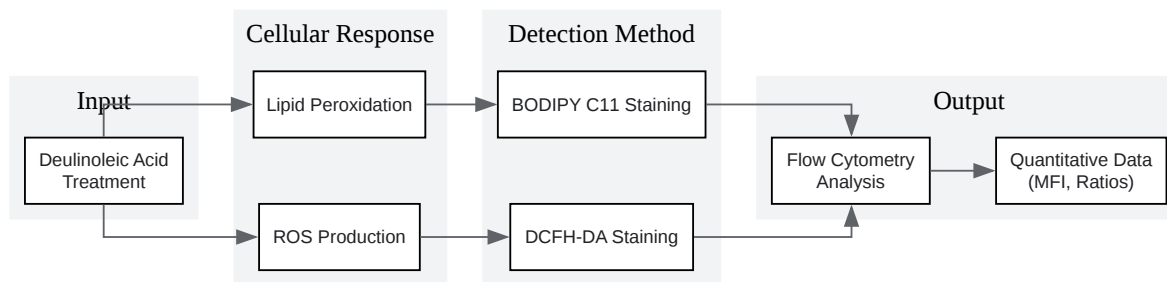 Input
Deulinoleic Acid
Treatment
Cellular Response
Lipid Peroxidation
ROS Production
Detection Method
BODIPY C11 Staining
DCFH-DA Staining
Output
Flow Cytometry
Analysis
Quantitative Data
(MFI, Ratios)